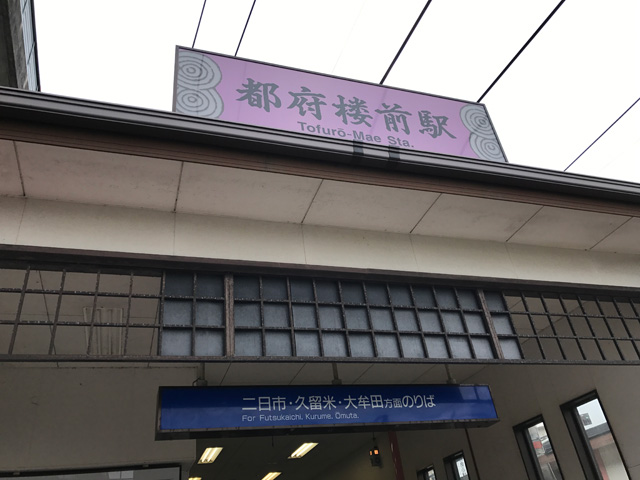 都府楼前駅
Tofurō-Mae Sta.
二日市・久留米・大牟田方面のりば
For Futsukaichi, Kurume, Ōmuta.